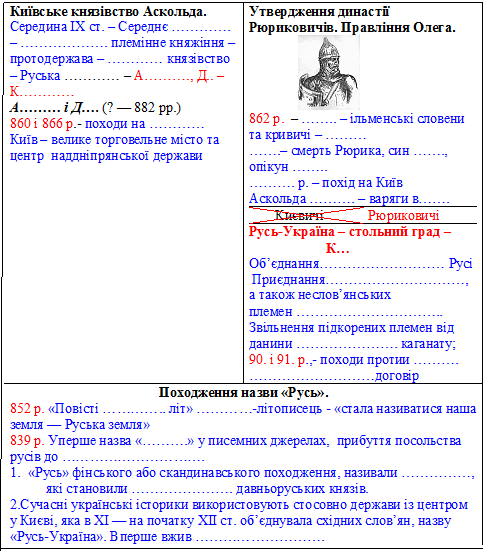 Київське князівство Аскольда.
Середина ІХ ст. – Середнє …………
– ……………… племінне княжіння –
протодержава – ………… князівство
– Руська ………… – А………., Д.. –
К…………
А……… і Д…. (? — 882 рр.)
860 і 866 р.- походи на …………
Київ – велике торговельне місто та
центр наддніпрянської держави
Утвердження династії
Рюриковичів. Правління Олега.
862 р. – …….. – ільменські словени
та кривичі – ………
…….– смерть Рюрика, син …….,
опікун ……..
………. р. – похід на Київ
Аскольда ………. – варяги в…….
Києвичі Рюриковичі
Русь-Україна – стольний град –
К…
Об’єднання………………………. Русі
Приєднання………………………….,
а також неслов’янських
племен …………………………..
Звільнення підкорених племен від
данини ………………… каганату;
90. і 91. р.,- походи протии ……….
………………………договір
Походження назви «Русь».
852 р. «Повісті ………….. літ» …………-літописець - «стала називатися наша
земля — Руська земля»
839 р. Уперше назва «……….» у писемних джерелах, прибуття посольства
русів до ………………………….
1. «Русь» фінського або скандинавського походження, називали ……………,
які становили ………………… давньоруських князів.
2.Сучасні українські історики використовують стосовно держави із центром
у Києві, яка в ХІ — на початку ХІІ ст. об’єднувала східних слов’ян, назву
«Русь-Україна». Вперше вжив ………………….